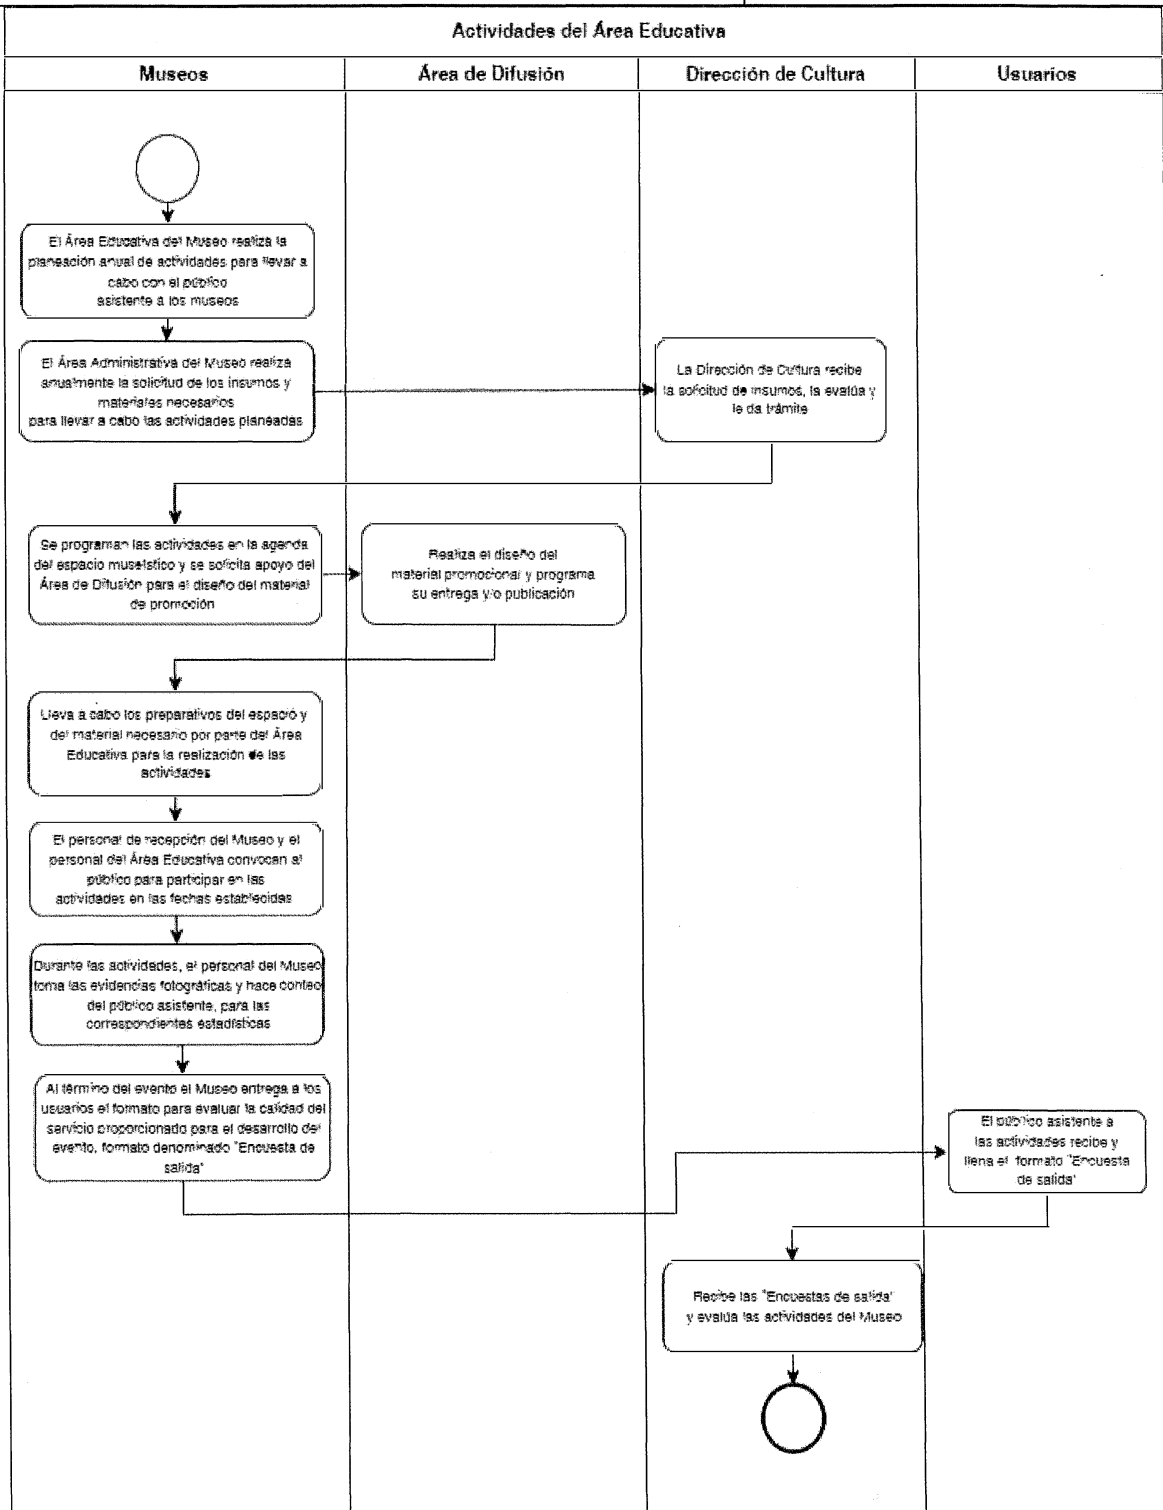 Actividades del Área Educativa
Museos
Área de Difusión
Dirección de Cultura
Usuarios
El Área Educativa del Museo realiza la
planeación anual de actividades para llevar a
cabo con el público
asistente a los museos
El Área Administrativa del Museo realiza
anualmente la solicitud de los insumos y
materiales necesarios
para llevar a cabo las actividades planeadas
La Dirección de Cultura recibe
la solicitud de insumos, la evalúa y
le da trámite
Se programan las actividades en la agenda
del espacio museístico y se solicita apoyo del
Área de Difusión para el diseño del material
de promoción
Realiza el diseño del
material promocional y programa
su entrega y/o publicación
Lleva a cabo los preparativos del espacio y
del material necesario por parte del Área
Educativa para la realización de las
actividades
El personal de recepción del Museo y el
personal del Área Educativa convocan al
público para participar en las
actividades en las fechas establecidas
Durante las actividades, el personal del Museo
toma las evidencias fotográficas y hace conteo
del público asistente, para las
correspondientes estadísticas
Al término del evento el Museo entrega a los
usuarios el formato para evaluar la calidad del
servicio proporcionado para el desarrollo del
evento, formato denominado "Encuesta de
salida"
El público asistente a
las actividades recibe y
llena el formato "Encuesta
de salida"
Recibe las "Encuestas de salida"
y evalúa las actividades del Museo